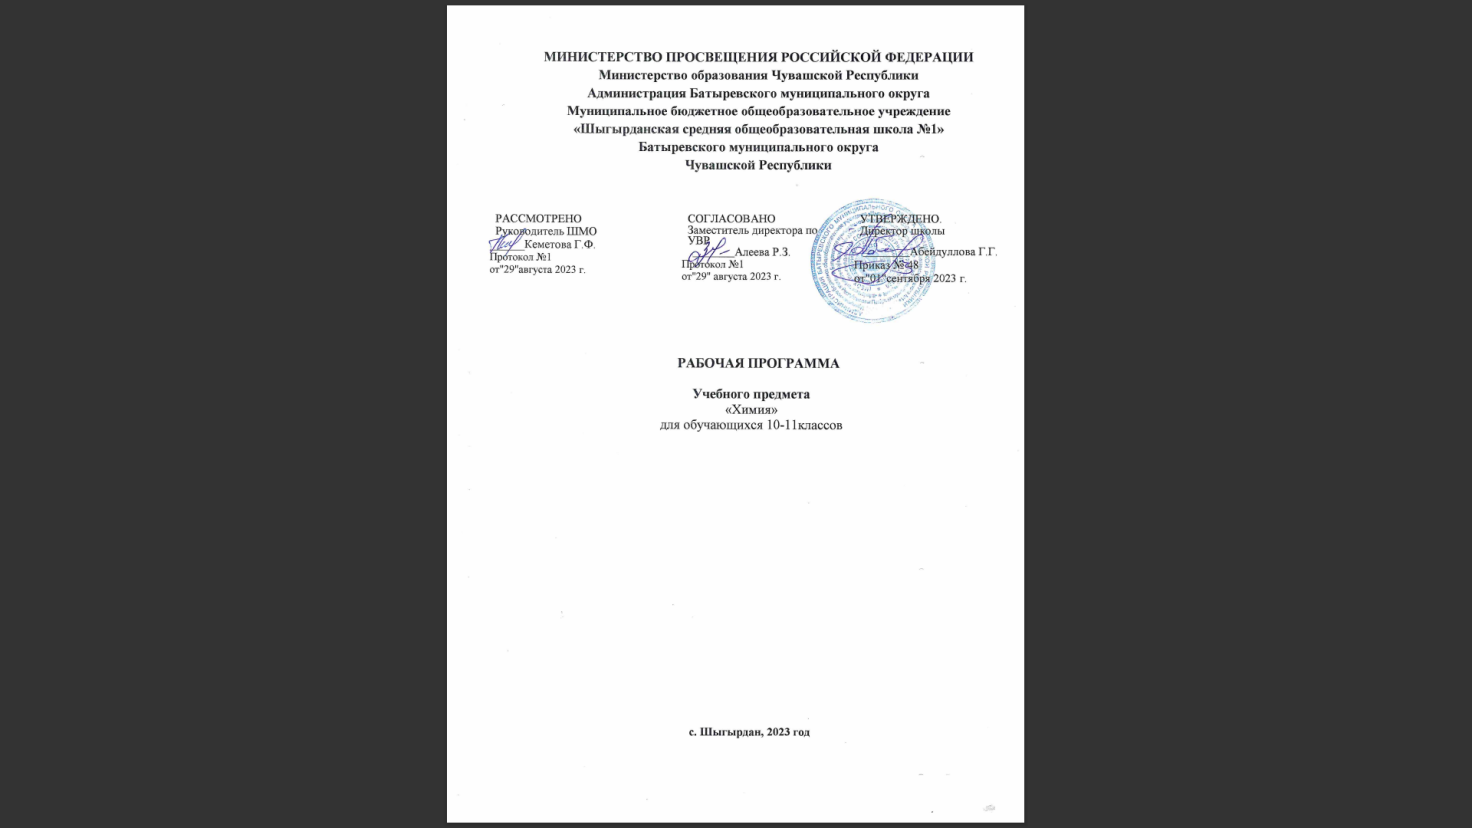 МИНИСТЕРСТВО ПРОСВЕЩЕНИЯ РОССИЙСКОЙ ФЕДЕРАЦИИ
Министерство образования Чувашской Республики
Администрация Батыревского муниципального округа
Муниципальное бюджетное общеобразовательное учреждение
«Шыгырданская средняя общеобразовательная школа №1»
Батыревского муниципального округа
Чувашской Республики
РАССМОТРЕНО
Руководитель ШМО
Кеметова Г.Ф.
Протокол №1
от"29"августа 2023 г.
СОГЛАСОВАНО
Заместитель директора по
УВР
Алеева Р.З.
Протокол №1
от"29" августа 2023 г.
УТВЕРЖДЕНО.
Директор школы
Абейдуллова Г.Г.
Приказ № 48
от"01"сентября 2023 г.
РАБОЧАЯ ПРОГРАММА
Учебного предмета
«Химия»
для обучающихся 10-11классов
с. Шыгырдан, 2023 год